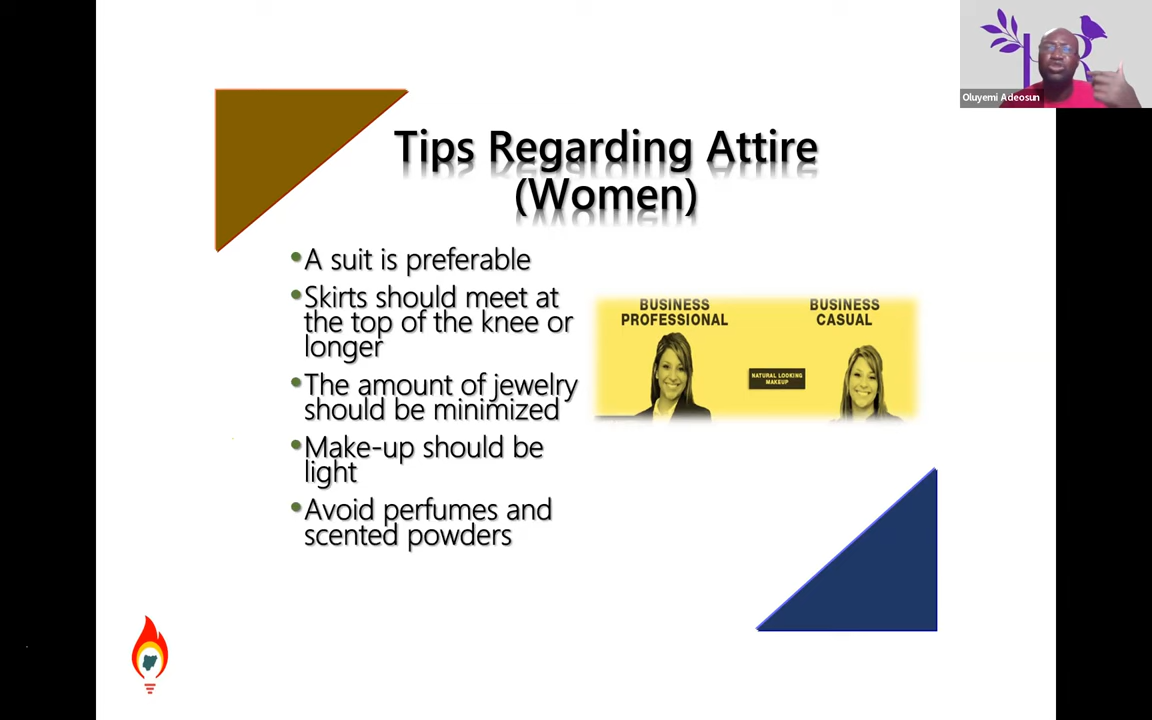 Oluyemi Adeosun
Tips Regarding Attire
(Women)
•A suit is preferable
•Skirts should meet at
the top of the knee or
longer
•The amount of jewelry
should be minimized
•Make-up should be
light
•Avoid perfumes and
scented powders
BUSINESS
PROFESSIONAL
BUSINESS
CASUAL
NATURAL LOOKING
MAKEUP